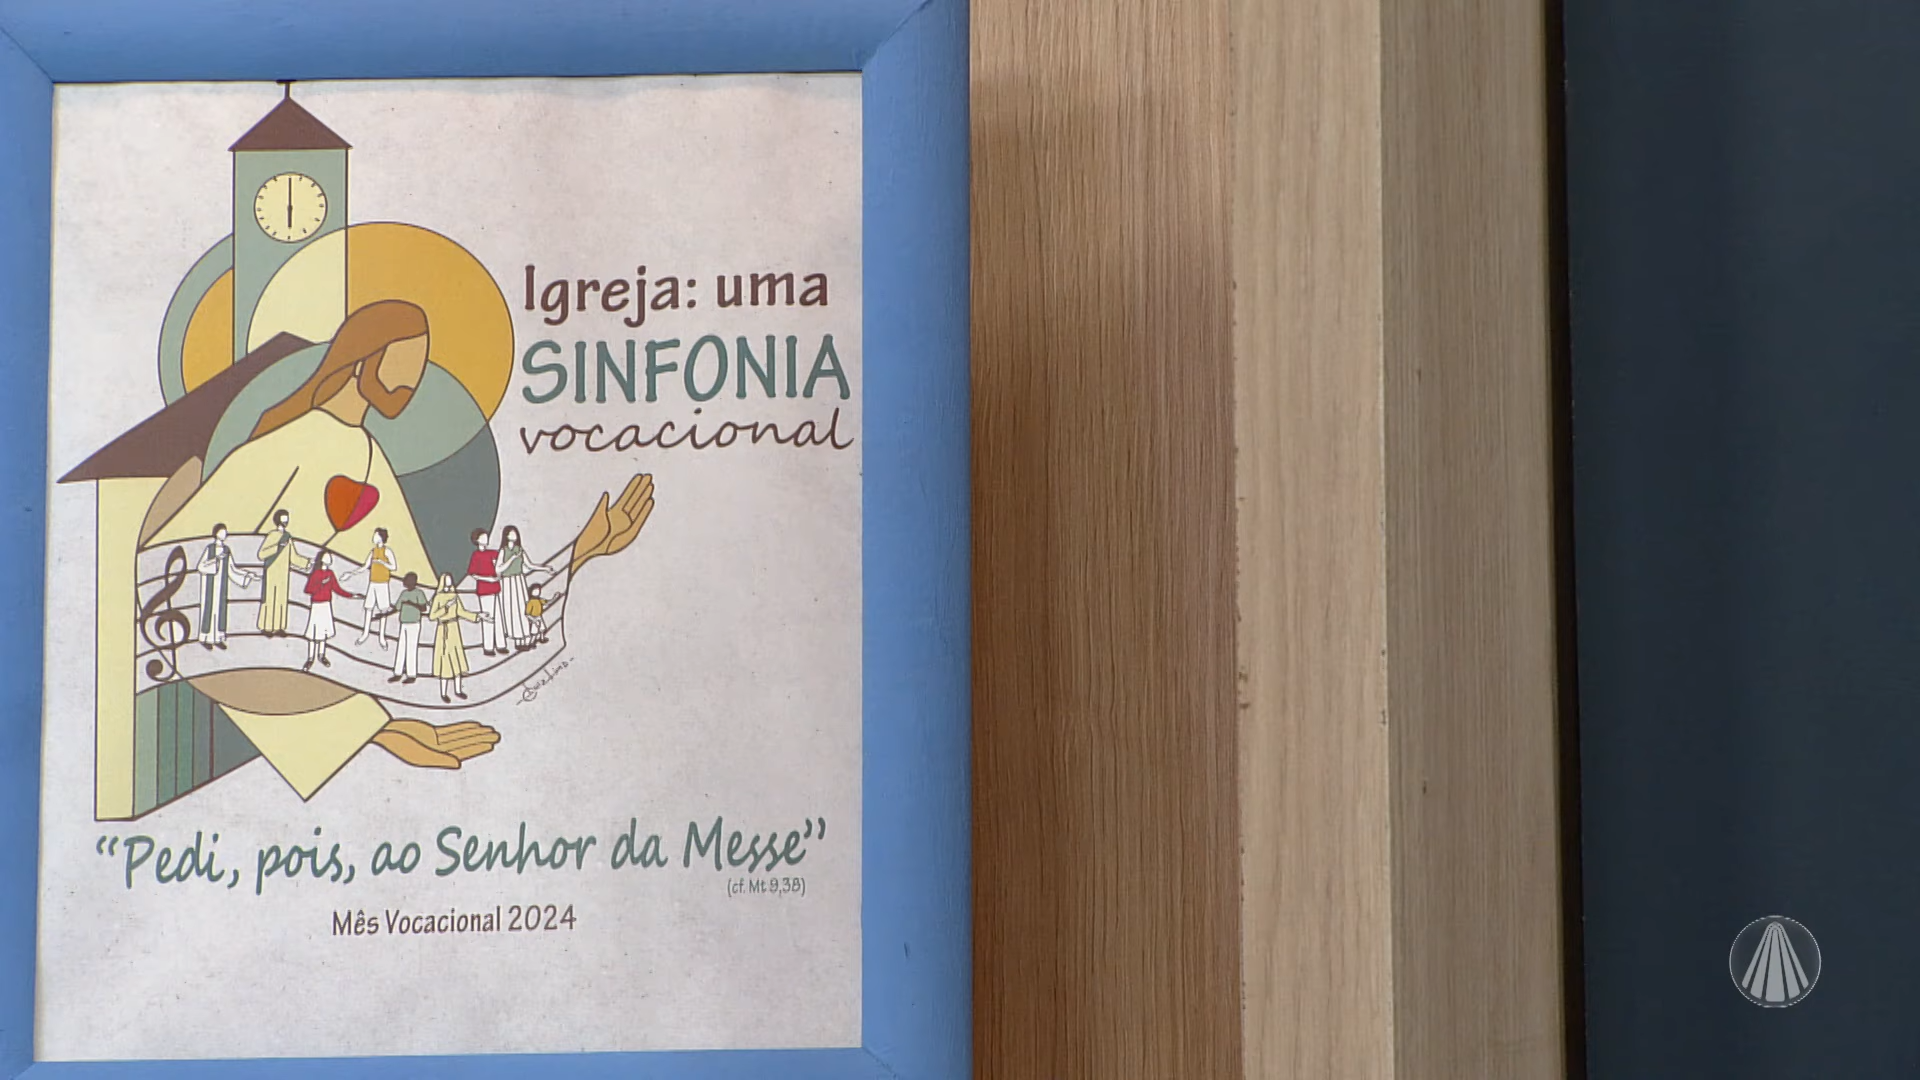 Igreja: uma
SINFONIA
vocacional
“Pedi, pois, ao Senhor da Messe”
(cf. Mt 9,38)
Mês Vocacional 2024